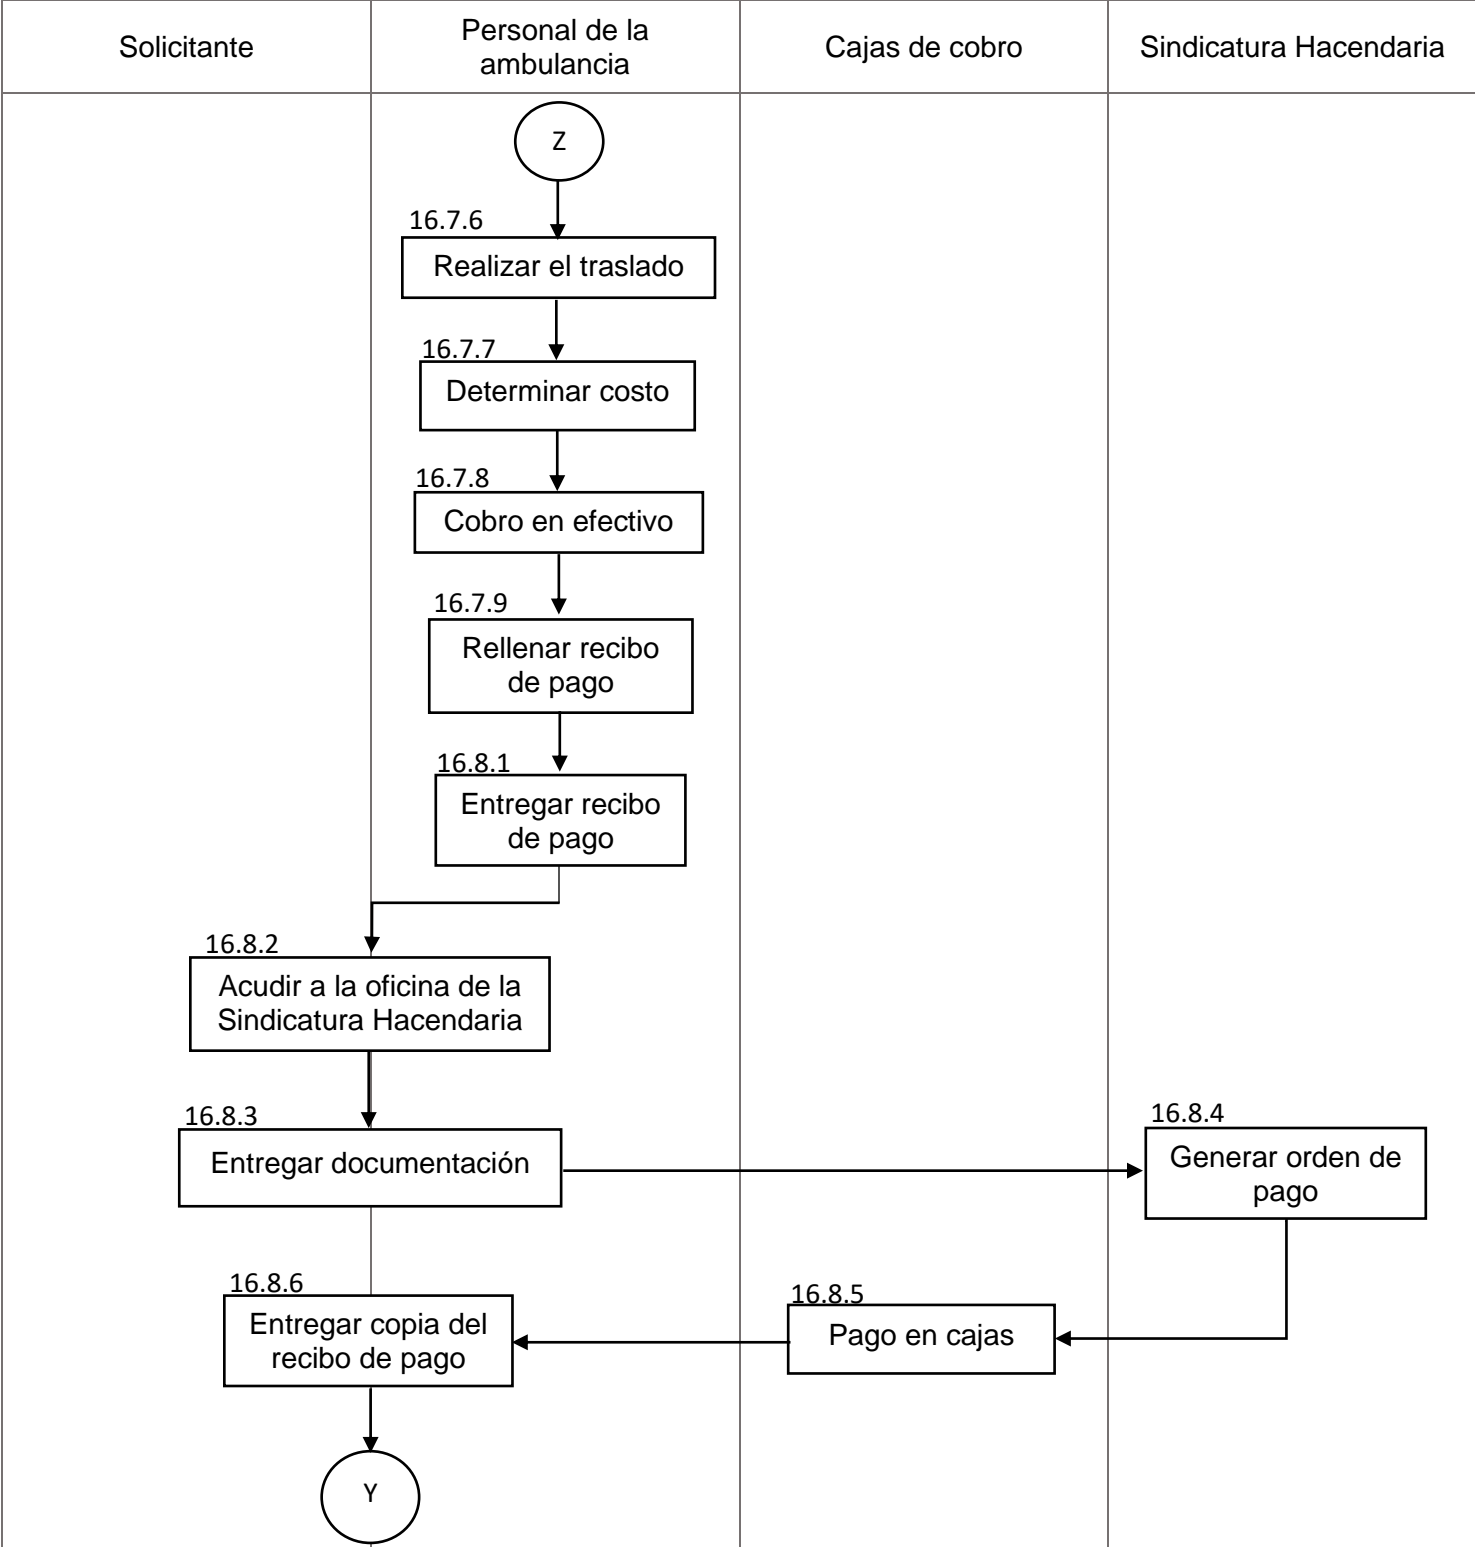 Solicitante
Personal de la
ambulancia
Cajas de cobro
Sindicatura Hacendaria
Z
16.7.6
Realizar el traslado
16.7.7
Determinar costo
16.7.8
Cobro en efectivo
16.7.9
Rellenar recibo
de pago
16.8.1
Entregar recibo
de pago
16.8.2
Acudir a la oficina de la
Sindicatura Hacendaria
16.8.3
Entregar documentación
16.8.4
Generar orden de
pago
16.8.5
Pago en cajas
16.8.6
Entregar copia del
recibo de pago
Y